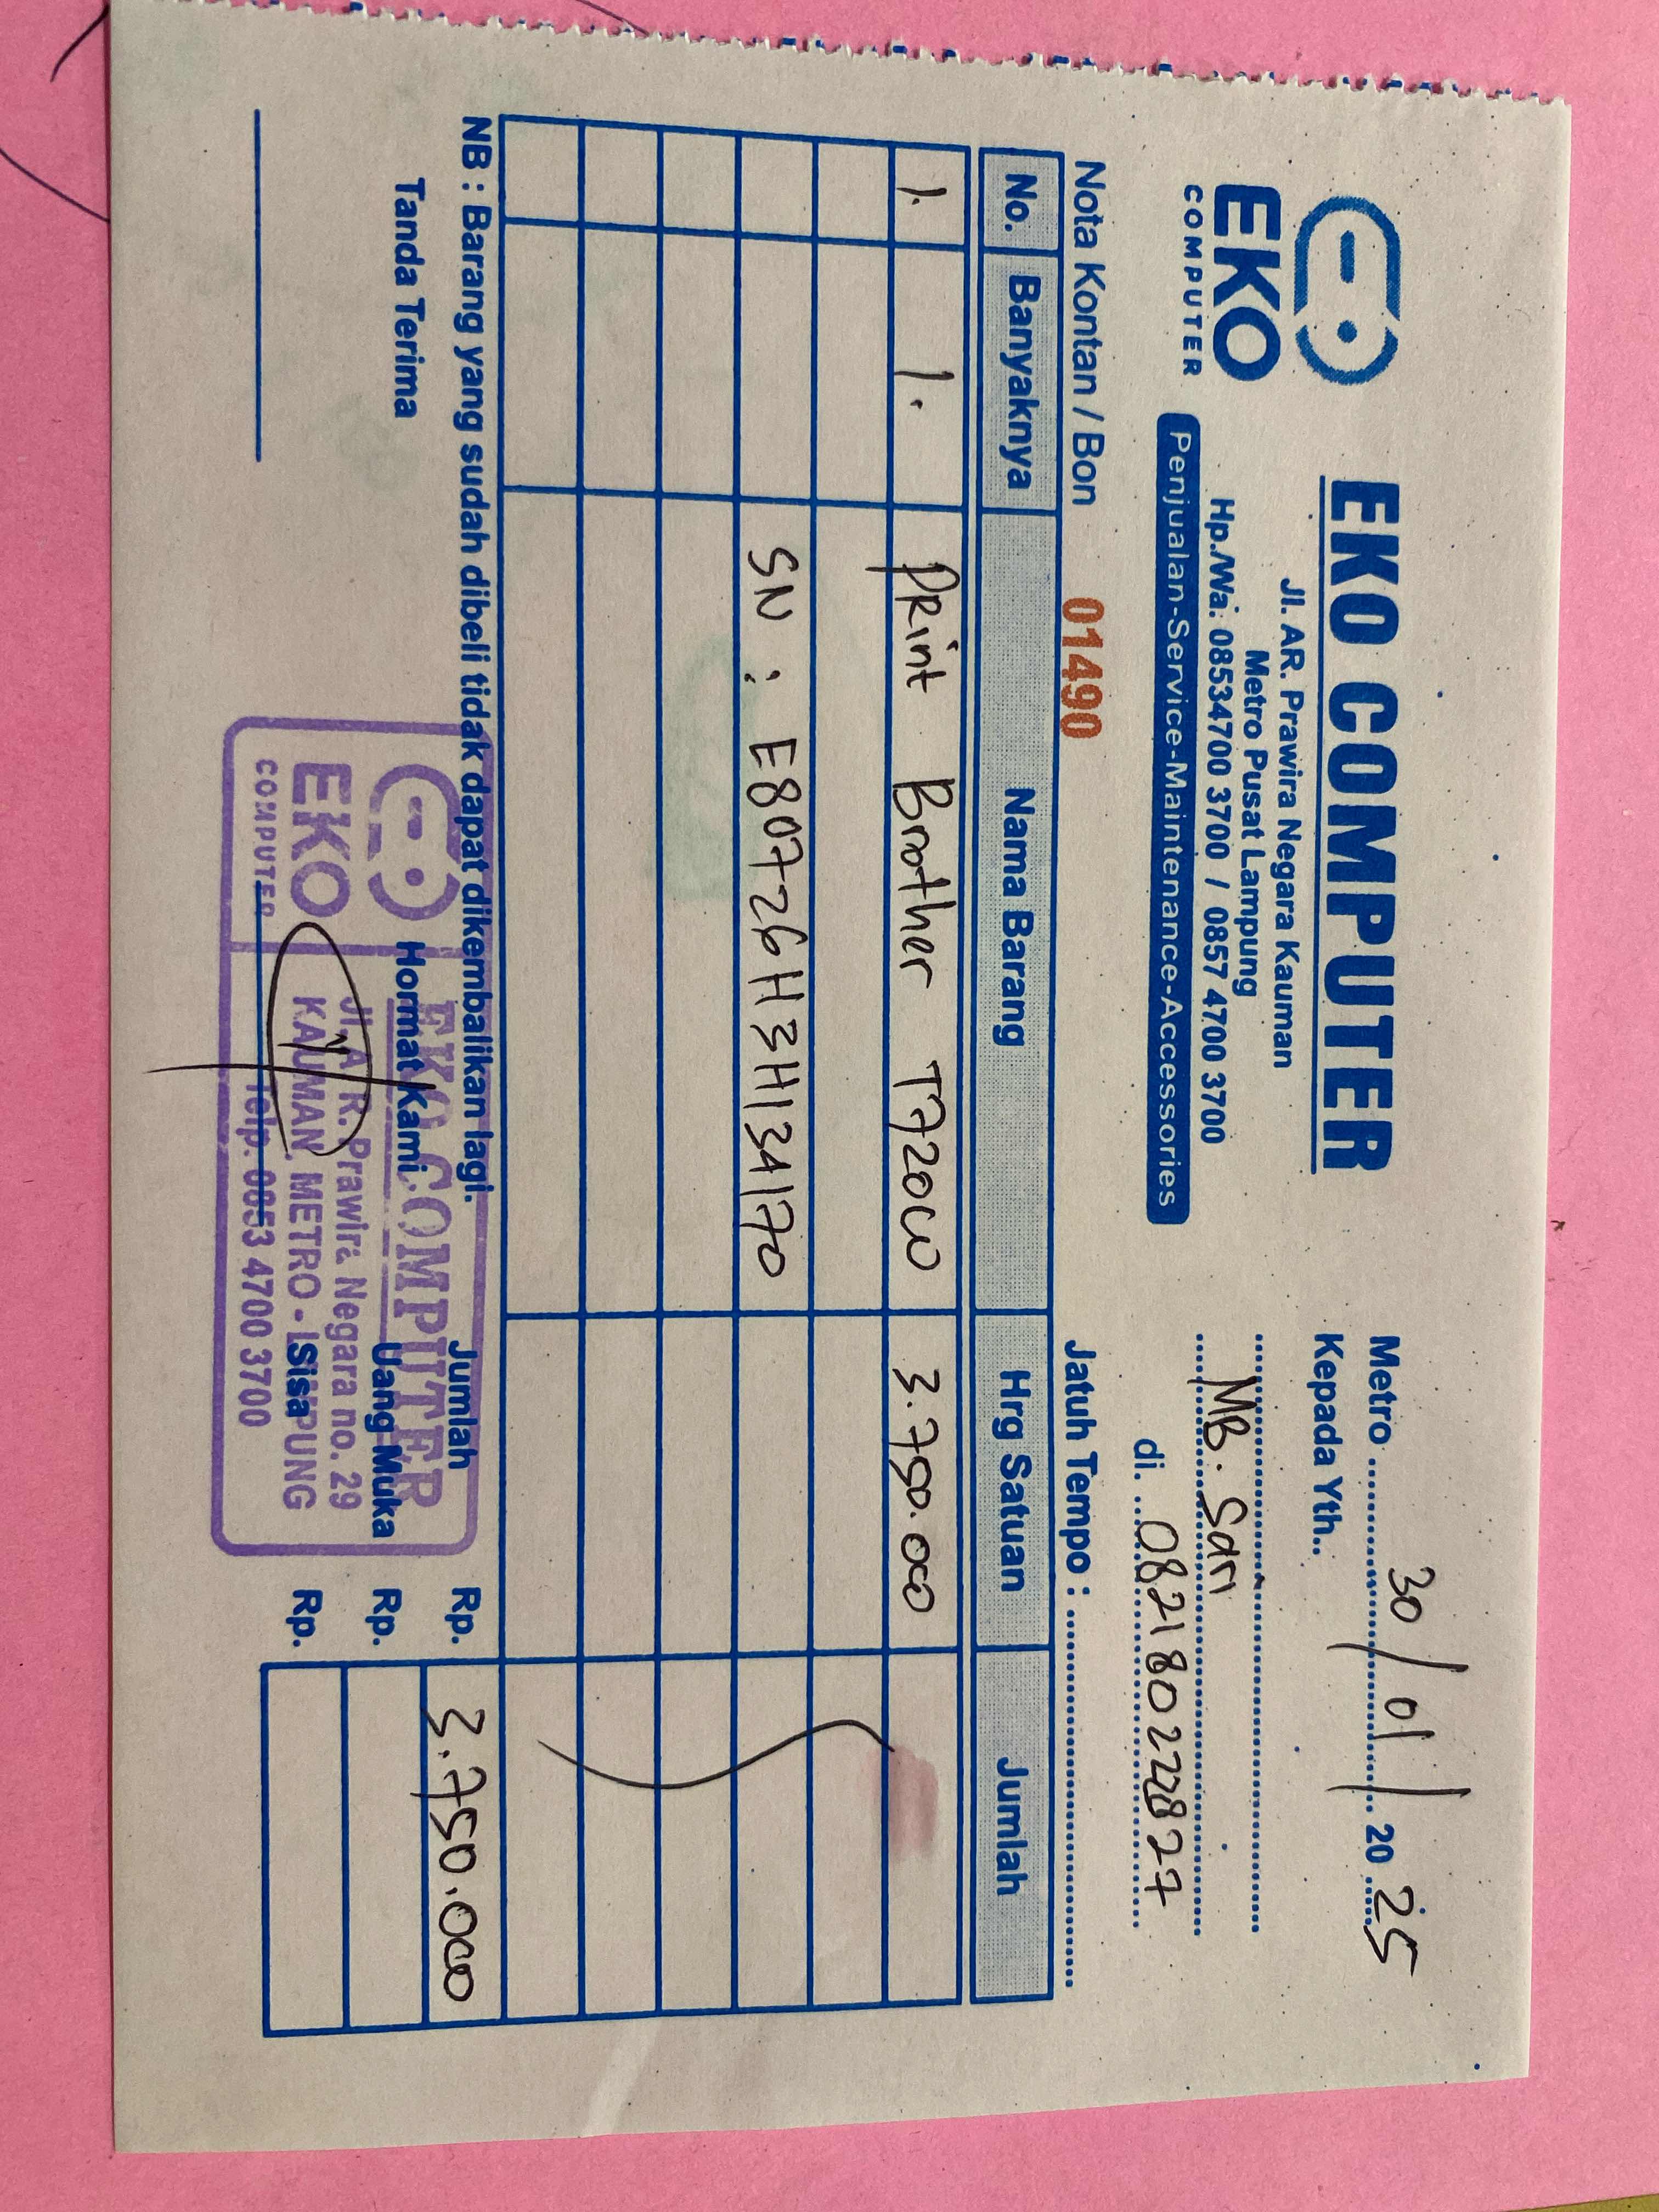 EKO
COMPUTER
EKO COMPUTER
Jl. AR. Prawira Negara Kauman
Metro Pusat Lampung
Hp./Wa. 08534700 3700 / 0857 4700 3700
Penjualan-Service-Maintenance-Accessories
Metro 30 / 01 / 20 25
Kepada Yth..
MB. Sari
di. 082180222827
Nota Kontan / Bon 01490
Jatuh Tempo :
No. Banyaknya Nama Barang Hrg Satuan Jumlah
1. 1. Print Brother T720W 3.750.000
SN : E80726H3H134170
NB : Barang yang sudah dibeli tidak dapat dikembalikan lagi.
Jumlah Rp. 3.750.000
Uang Muka Rp.
Sisa Rp.
Tanda Terima
Hormat Kami
EKO
COMPUTER
EKO COMPUTER
Jl. A.R. Prawira Negara no. 29
KAUMAN METRO - LAMPUNG
Telp. 0853 4700 3700